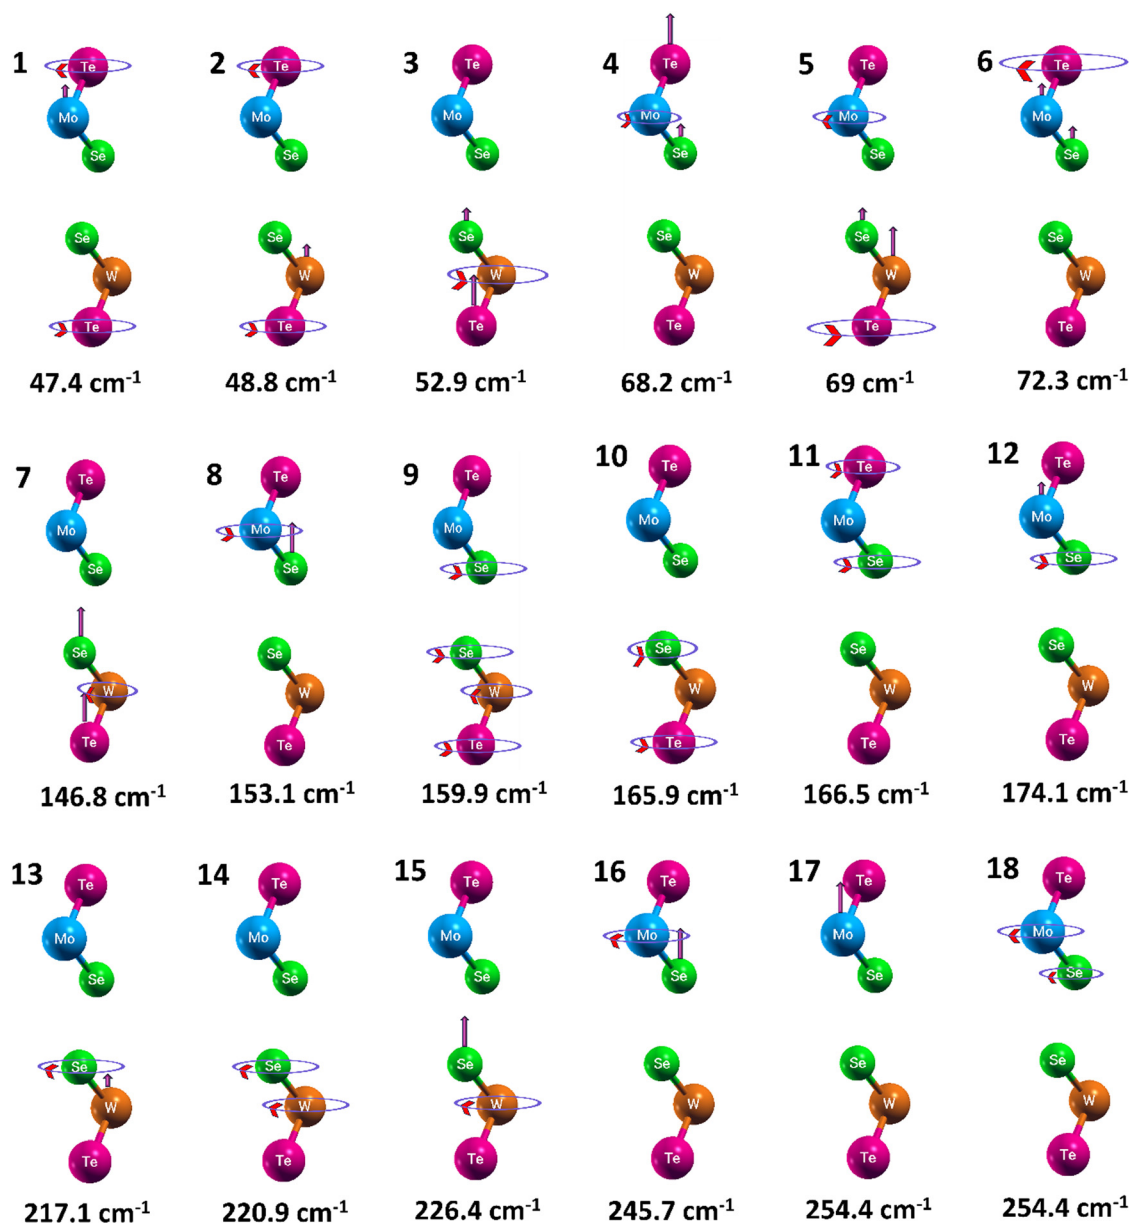 1 2 3 4 5 6
Te Te Te Te Te Te
Mo Mo Mo Mo Mo Mo
Se Se Se Se Se Se
Se Se Se Se Se Se
W W W W W W
Te Te Te Te Te Te
47.4 cm⁻¹ 48.8 cm⁻¹ 52.9 cm⁻¹ 68.2 cm⁻¹ 69 cm⁻¹ 72.3 cm⁻¹
7 8 9 10 11 12
Te Te Te Te Te Te
Mo Mo Mo Mo Mo Mo
Se Se Se Se Se Se
Se Se Se Se Se Se
W W W W W W
Te Te Te Te Te Te
146.8 cm⁻¹ 153.1 cm⁻¹ 159.9 cm⁻¹ 165.9 cm⁻¹ 166.5 cm⁻¹ 174.1 cm⁻¹
13 14 15 16 17 18
Te Te Te Te Te Te
Mo Mo Mo Mo Mo Mo
Se Se Se Se Se Se
Se Se Se Se Se Se
W W W W W W
Te Te Te Te Te Te
217.1 cm⁻¹ 220.9 cm⁻¹ 226.4 cm⁻¹ 245.7 cm⁻¹ 254.4 cm⁻¹ 254.4 cm⁻¹